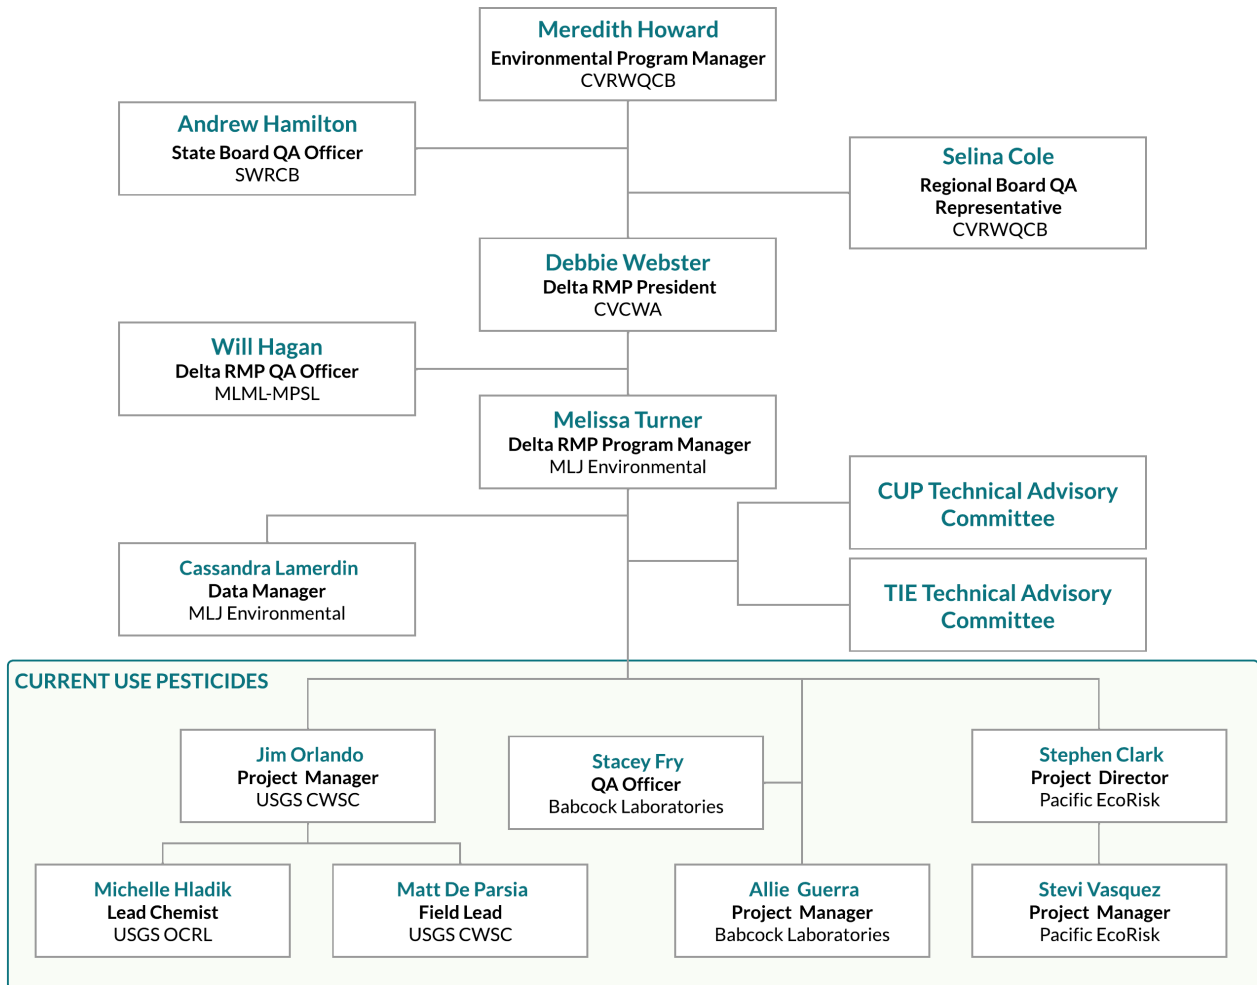 Meredith Howard
Environmental Program Manager
CVRWQCB
Andrew Hamilton
State Board QA Officer
SWRCB
Selina Cole
Regional Board QA
Representative
CVRWQCB
Debbie Webster
Delta RMP President
CVCWA
Will Hagan
Delta RMP QA Officer
MLML-MPSL
Melissa Turner
Delta RMP Program Manager
MLJ Environmental
CUP Technical Advisory
Committee
Cassandra Lamerdin
Data Manager
MLJ Environmental
TIE Technical Advisory
Committee
CURRENT USE PESTICIDES
Jim Orlando
Project Manager
USGS CWSC
Stacey Fry
QA Officer
Babcock Laboratories
Stephen Clark
Project Director
Pacific EcoRisk
Michelle Hladik
Lead Chemist
USGS OCRL
Matt De Parsia
Field Lead
USGS CWSC
Allie Guerra
Project Manager
Babcock Laboratories
Stevi Vasquez
Project Manager
Pacific EcoRisk